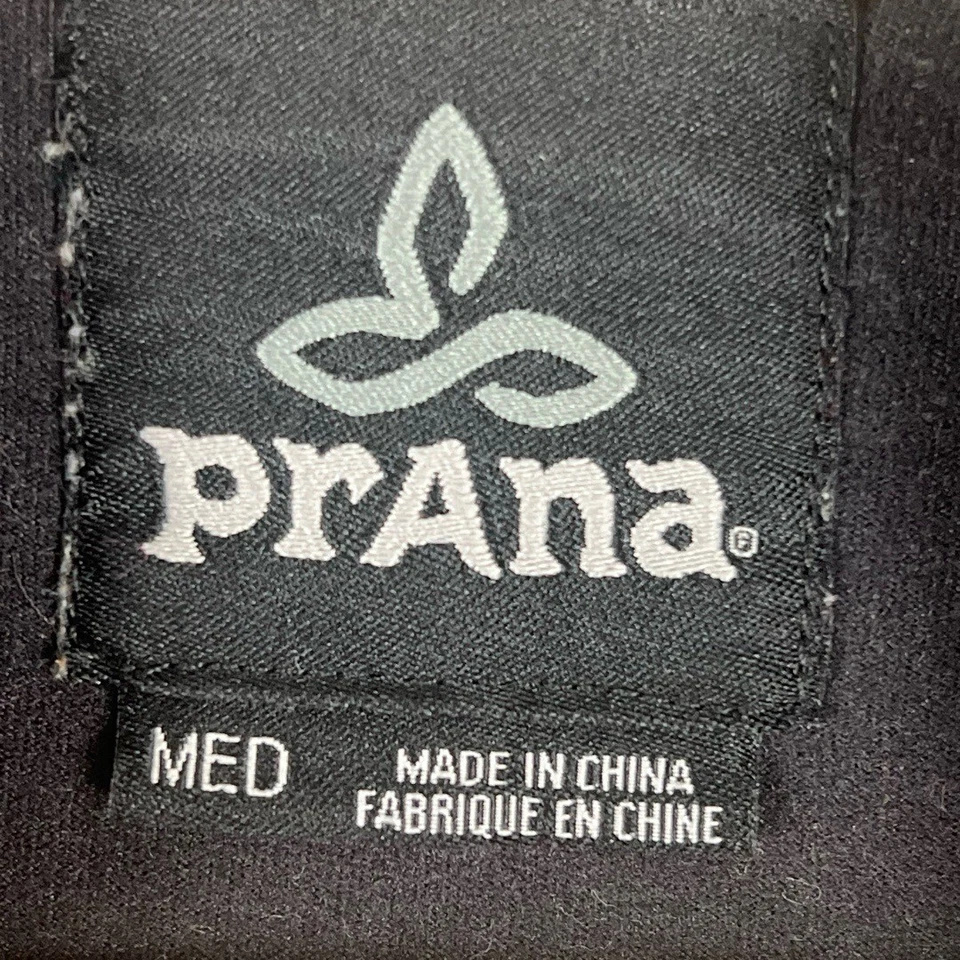 prAna®
MED
MADE IN CHINA
FABRIQUE EN CHINE